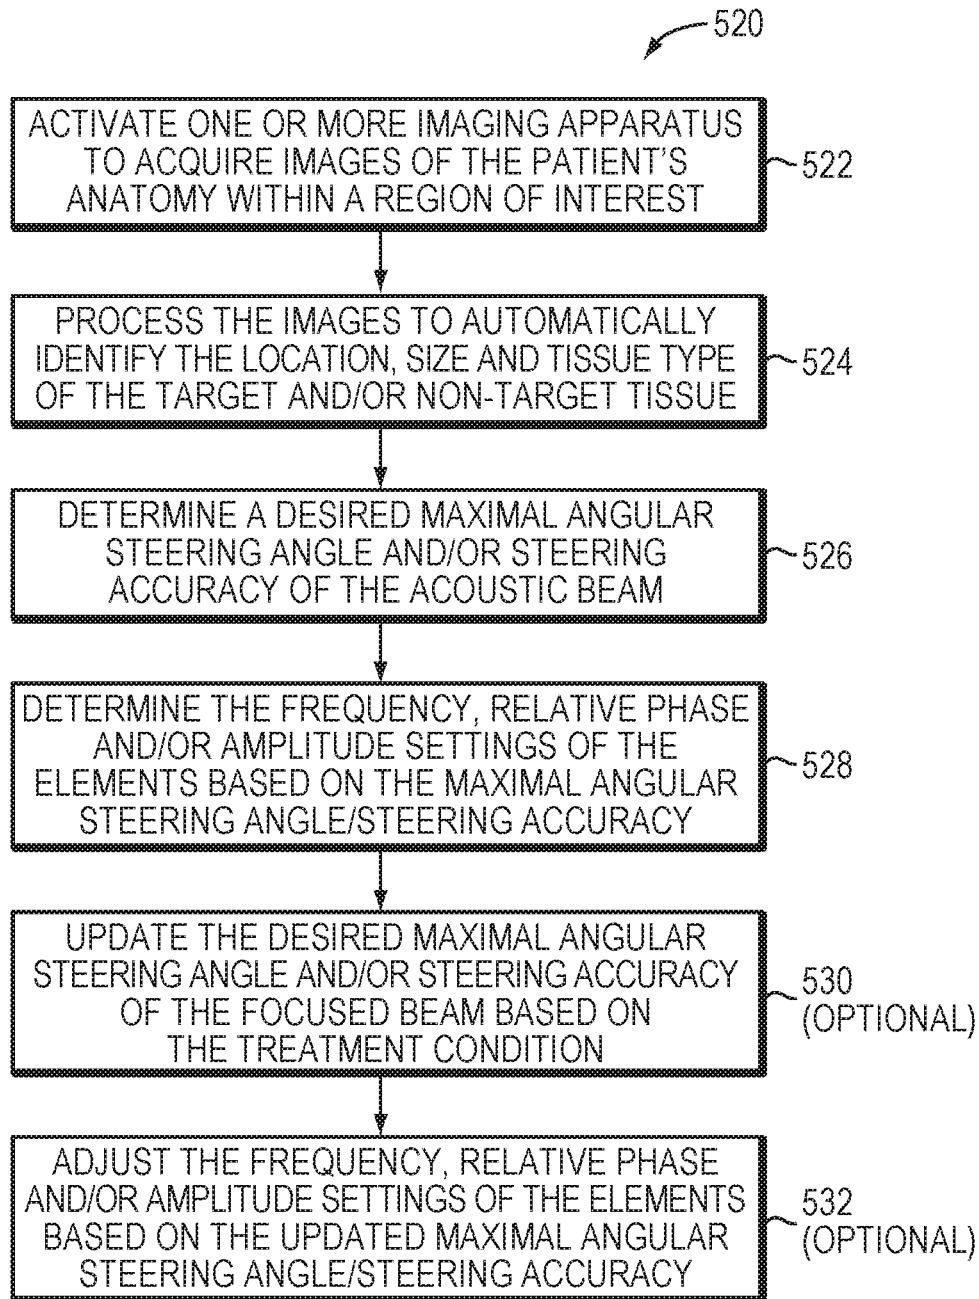 520
ACTIVATE ONE OR MORE IMAGING APPARATUS
TO ACQUIRE IMAGES OF THE PATIENT'S
ANATOMY WITHIN A REGION OF INTEREST
522
PROCESS THE IMAGES TO AUTOMATICALLY
IDENTIFY THE LOCATION, SIZE AND TISSUE TYPE
OF THE TARGET AND/OR NON-TARGET TISSUE
524
DETERMINE A DESIRED MAXIMAL ANGULAR
STEERING ANGLE AND/OR STEERING
ACCURACY OF THE ACOUSTIC BEAM
526
DETERMINE THE FREQUENCY, RELATIVE PHASE
AND/OR AMPLITUDE SETTINGS OF THE
ELEMENTS BASED ON THE MAXIMAL ANGULAR
STEERING ANGLE/STEERING ACCURACY
528
UPDATE THE DESIRED MAXIMAL ANGULAR
STEERING ANGLE AND/OR STEERING ACCURACY
OF THE FOCUSED BEAM BASED ON
THE TREATMENT CONDITION
530
(OPTIONAL)
ADJUST THE FREQUENCY, RELATIVE PHASE
AND/OR AMPLITUDE SETTINGS OF THE ELEMENTS
BASED ON THE UPDATED MAXIMAL ANGULAR
STEERING ANGLE/STEERING ACCURACY
532
(OPTIONAL)